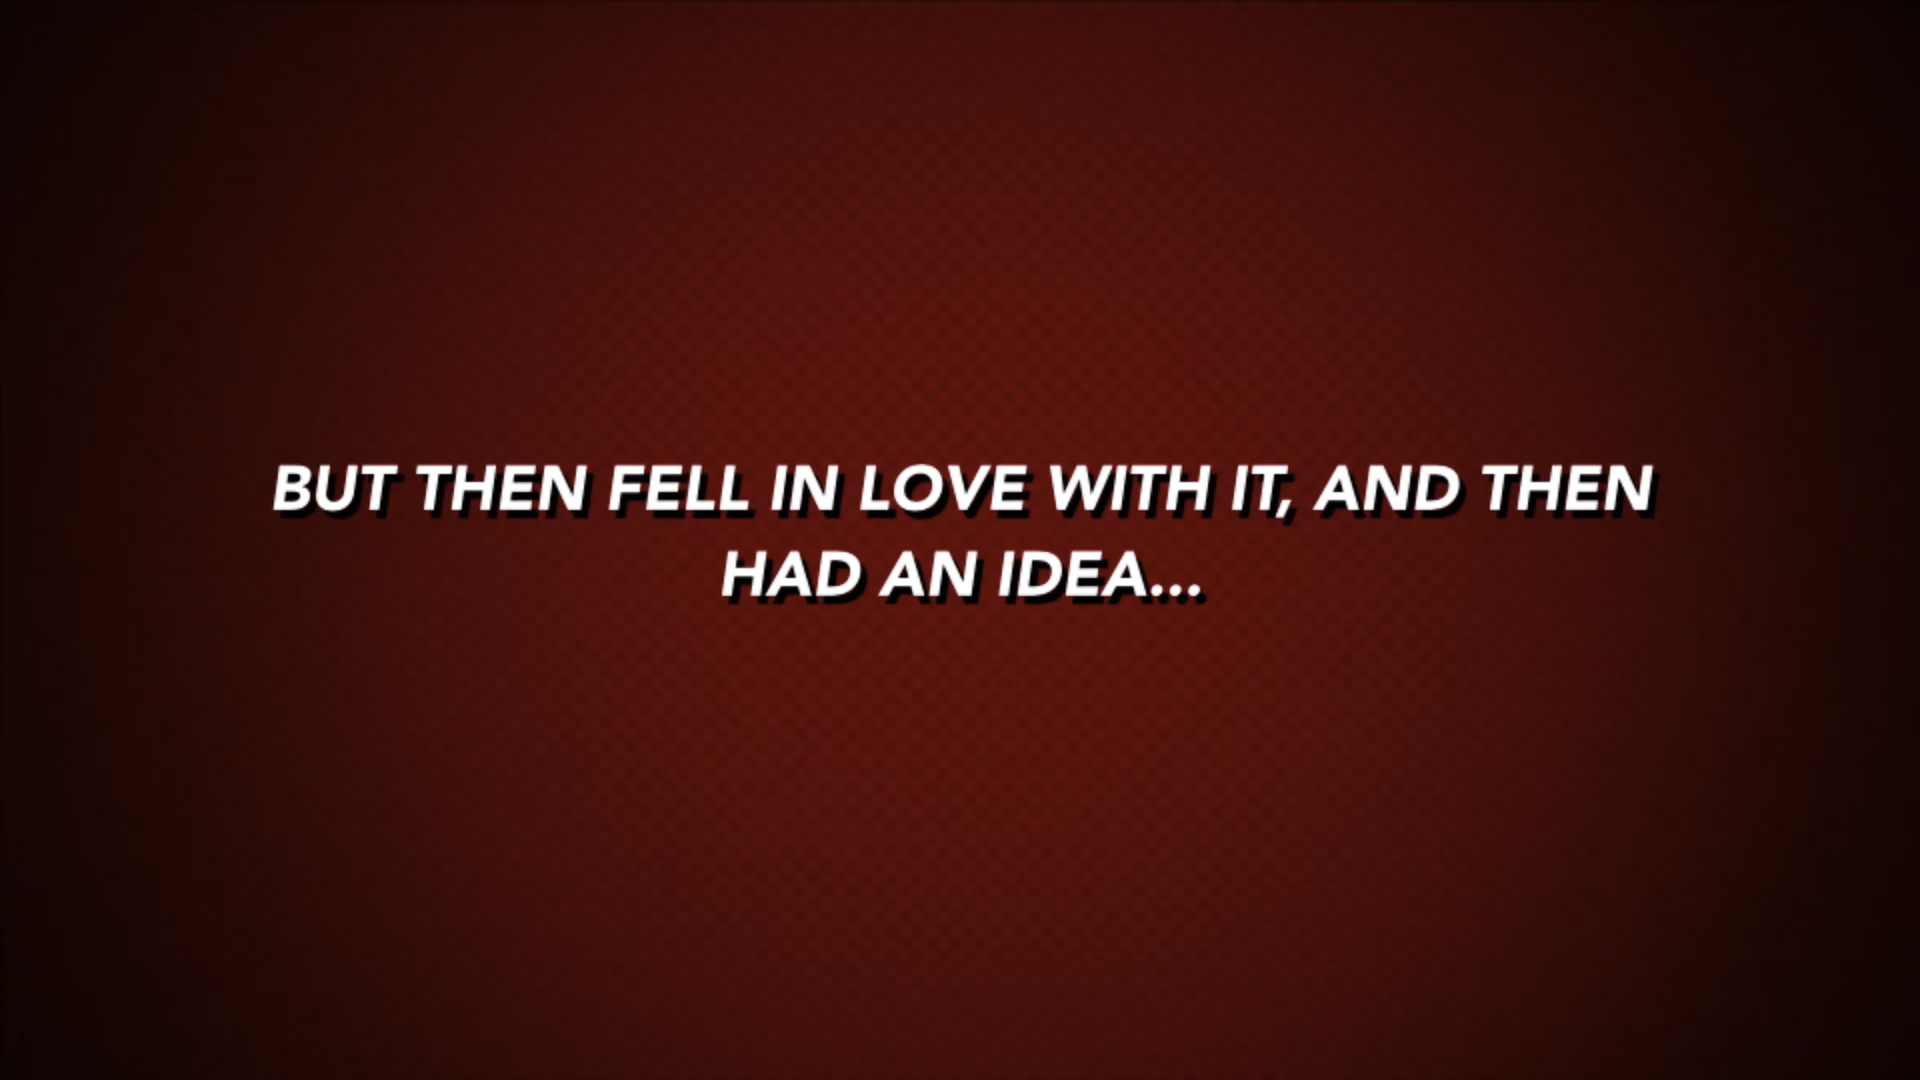 BUT THEN FELL IN LOVE WITH IT, AND THEN
HAD AN IDEA...